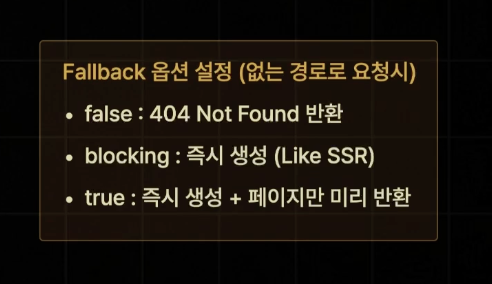 Fallback 옵션 설정 (없는 경로로 요청시)
• false : 404 Not Found 반환
• blocking : 즉시 생성 (Like SSR)
• true : 즉시 생성 + 페이지만 미리 반환